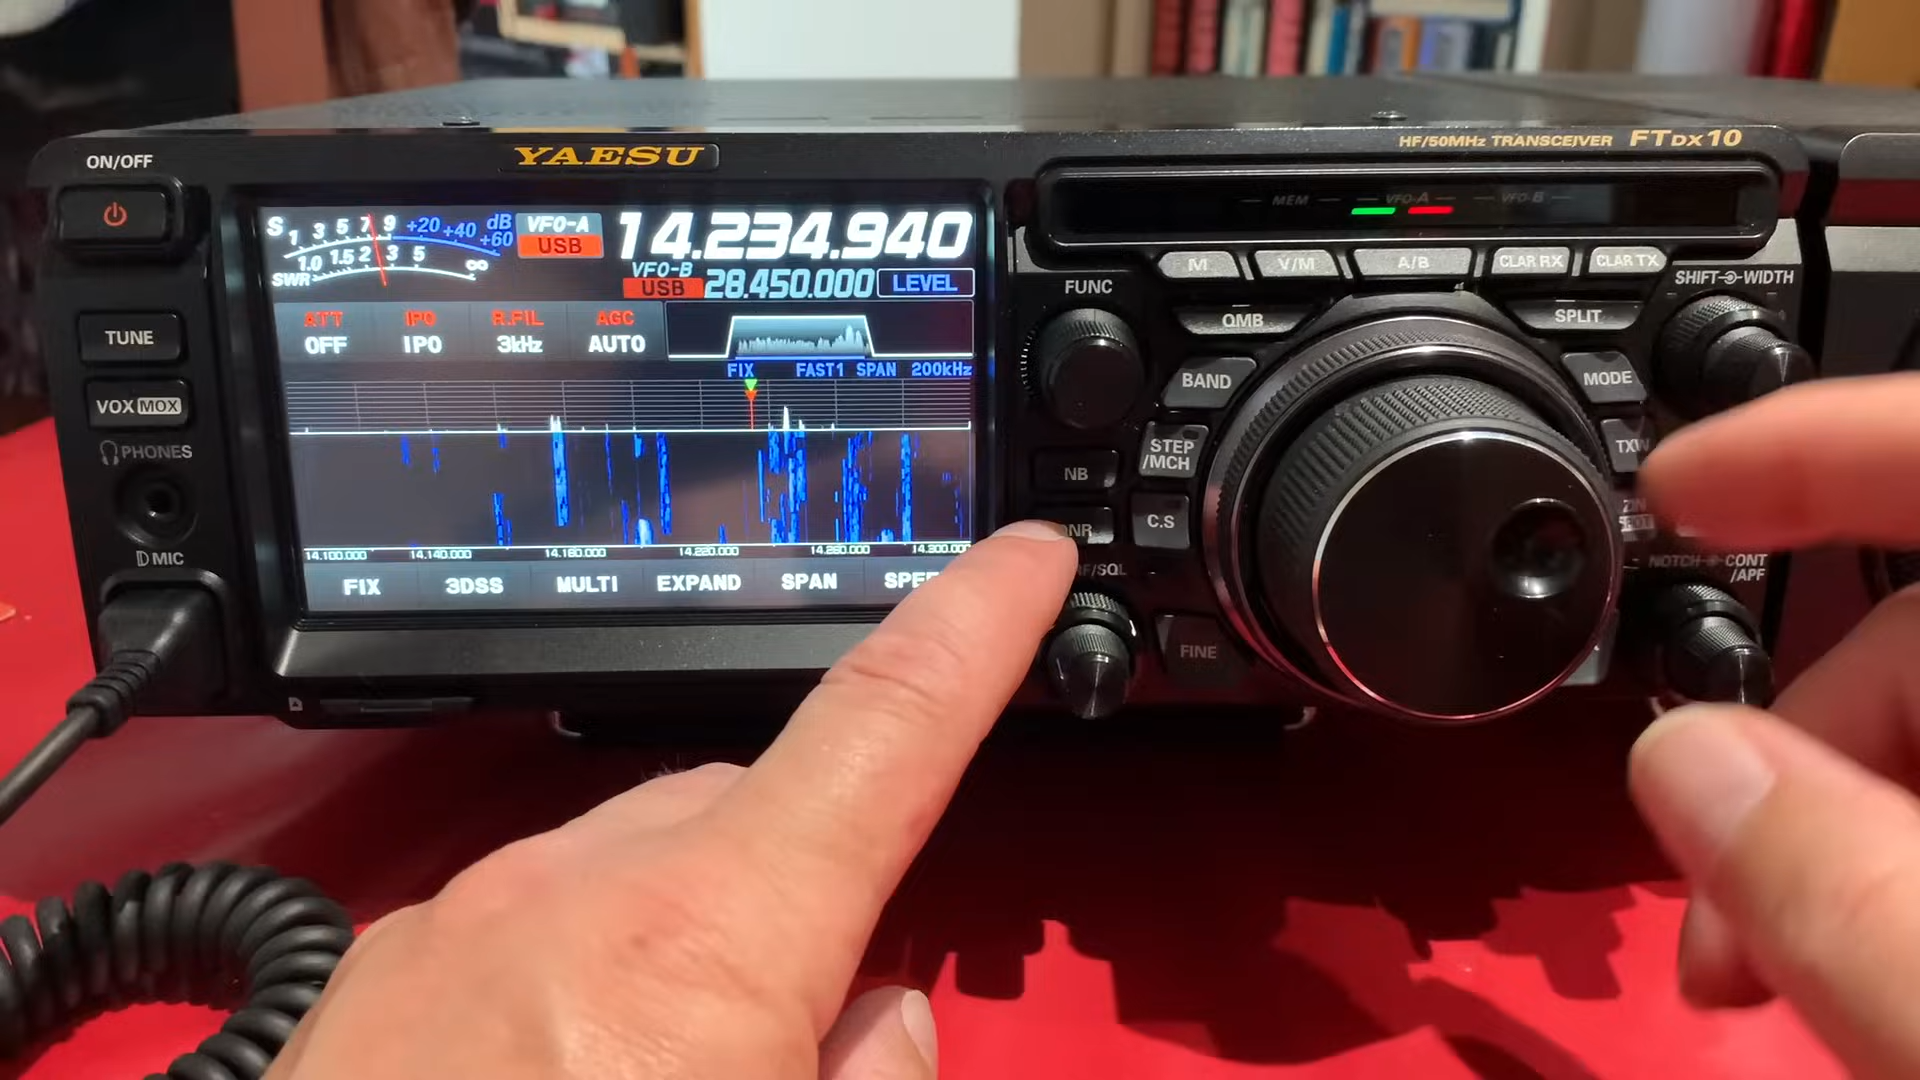 ON/OFF
YAESU
HF/50MHz TRANSCEIVER FTDX10
MEM VFO-A VFO-B
S 1 3 5 7 9 +20 +40 +60 dB
SWR 1.0 1.5 2 3 5 ∞
VFO-A
USB
14.234.940
VFO-B
USB
28.450.000
LEVEL
M V/M A/B CLAR RX CLAR TX
FUNC
SHIFT WIDTH
QMB SPLIT
TUNE
ATT IPO R.FIL AGC
OFF IPO 3kHz AUTO
FIX FAST1 SPAN 200kHz
BAND MODE
VOX MOX
PHONES
STEP
/MCH
NB
C.S
DNR
14.100.000 14.140.000 14.180.000 14.220.000 14.260.000 14.300.000
MIC
RF/SQL
NOTCH CONT
/APF
FIX 3DSS MULTI EXPAND SPAN
FINE